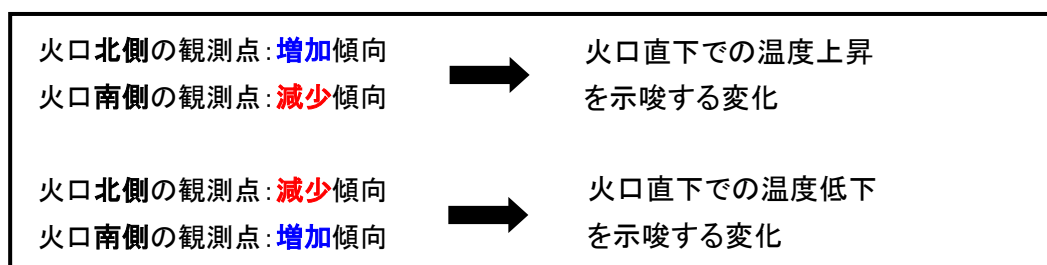 火口北側の観測点:増加傾向
火口南側の観測点:減少傾向
火口直下での温度上昇
を示唆する変化
火口北側の観測点:減少傾向
火口南側の観測点:増加傾向
火口直下での温度低下
を示唆する変化